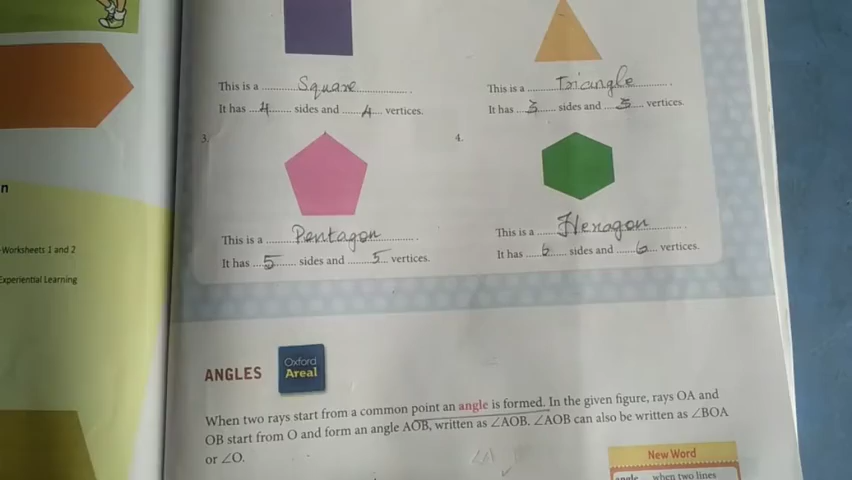 This is a Square.
This is a Triangle.
It has 4 sides and 4 vertices.
It has 3 sides and 3 vertices.
3.
4.
This is a Pentagon.
This is a Hexagon.
It has 5 sides and 5 vertices.
It has 6 sides and 6 vertices.
n
Worksheets 1 and 2
Experiential Learning
ANGLES
Oxford
Areal
When two rays start from a common point an angle is formed. In the given figure, rays OA and
OB start from O and form an angle AOB, written as ∠AOB. ∠AOB can also be written as ∠BOA
or ∠O.
∠A
New Word
angle when two lines